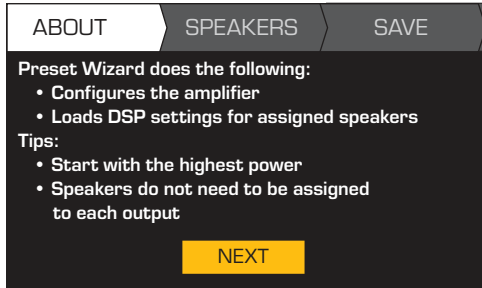 ABOUT SPEAKERS SAVE
Preset Wizard does the following:
• Configures the amplifier
• Loads DSP settings for assigned speakers
Tips:
• Start with the highest power
• Speakers do not need to be assigned
to each output
NEXT